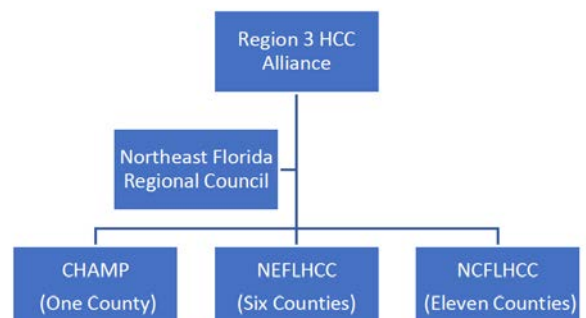 Region 3 HCC
Alliance
Northeast Florida
Regional Council
CHAMP
(One County)
NEFLHCC
(Six Counties)
NCFLHCC
(Eleven Counties)